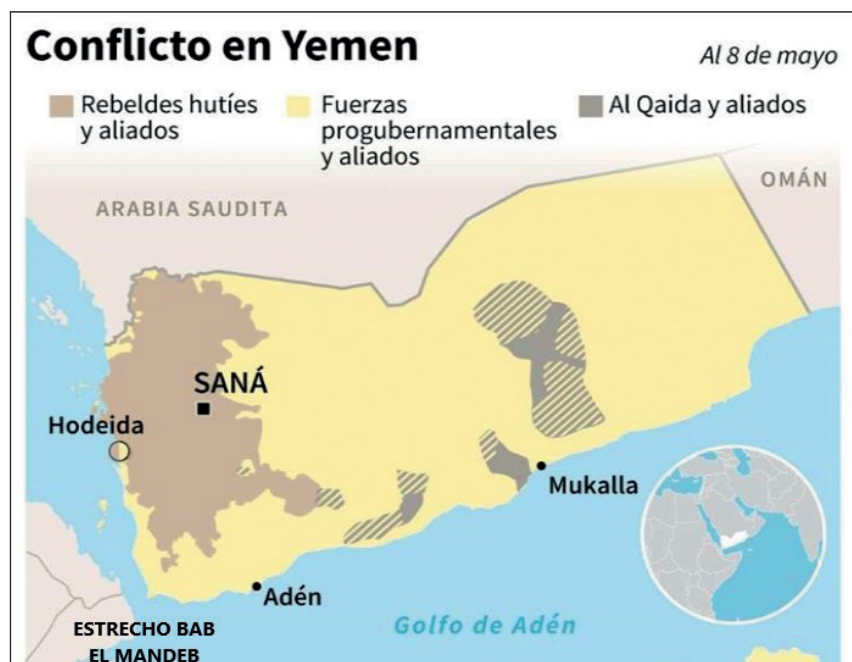 Conflicto en Yemen
Al 8 de mayo
Rebeldes hutíes
y aliados
Fuerzas
progubernamentales
y aliados
Al Qaida y aliados
ARABIA SAUDITA
OMÁN
SANÁ
Hodeida
Mukalla
Adén
Golfo de Adén
ESTRECHO BAB
EL MANDEB